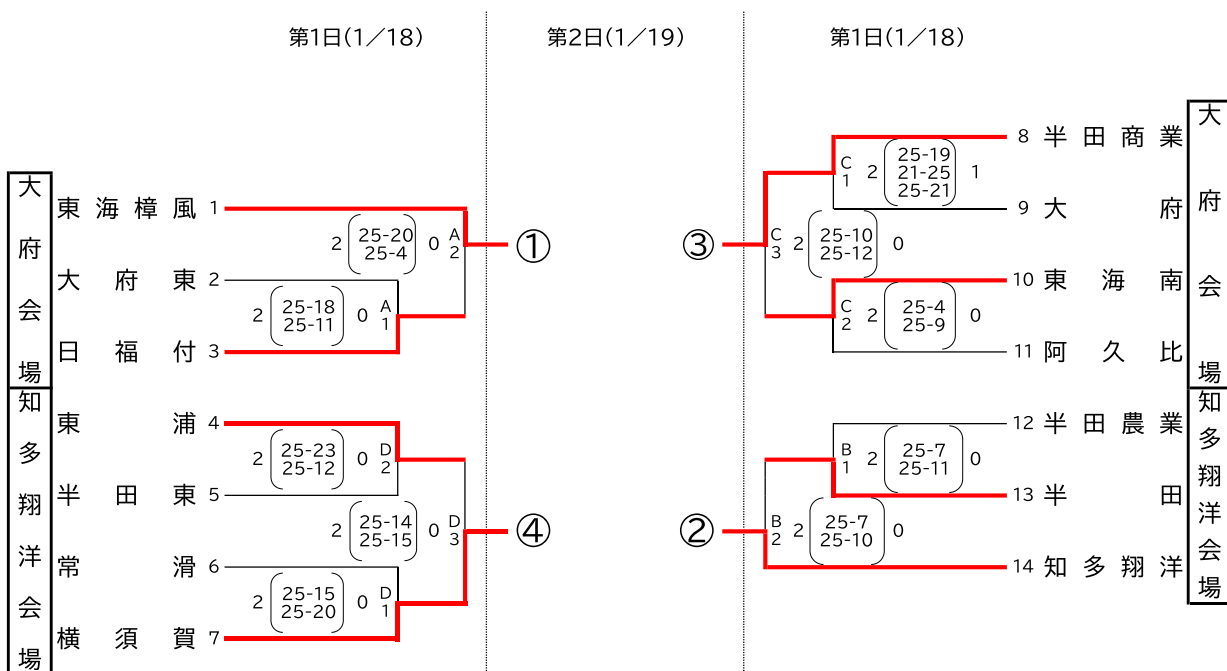 第1日(1／18)
第2日(1／19)
第1日(1／18)
大府会場
東海樟風 1
2 25-20 0 A
25-4 2
①
大府東 2
2 25-18 0 A
25-11 1
日福付 3
知多翔洋会場
東浦 4
2 25-23 0 D
25-12 2
半田東 5
2 25-14 0 D
25-15 3
④
常滑 6
2 25-15 0 D
25-20 1
横須賀 7
大府会場
8 半田商業
C 2 25-19 1
1 21-25
25-21
9 大府
③
C 2 25-10 0
3 25-12
10 東海南
C 2 25-4 0
2 25-9
11 阿久比
知多翔洋会場
12 半田農業
B 2 25-7 0
1 25-11
13 半田
②
B 2 25-7 0
2 25-10
14 知多翔洋